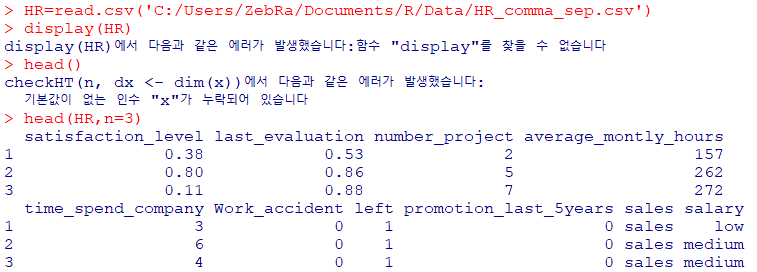 > HR=read.csv('C:/Users/ZebRa/Documents/R/Data/HR_comma_sep.csv')
> display(HR)
display(HR)에서 다음과 같은 에러가 발생했습니다:함수 "display"를 찾을 수 없습니다
> head()
checkHT(n, dx <- dim(x))에서 다음과 같은 에러가 발생했습니다:
  기본값이 없는 인수 "x"가 누락되어 있습니다
> head(HR,n=3)
  satisfaction_level last_evaluation number_project average_montly_hours
1               0.38            0.53              2                  157
2               0.80            0.86              5                  262
3               0.11            0.88              7                  272
  time_spend_company Work_accident left promotion_last_5years sales salary
1                  3             0    1                     0 sales    low
2                  6             0    1                     0 sales medium
3                  4             0    1                     0 sales medium